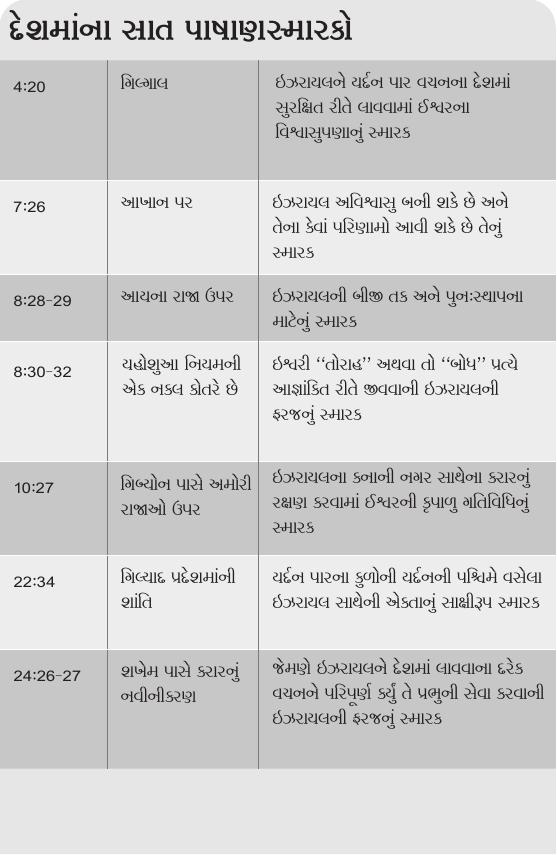 દેશમાંના સાત પાષાણસ્મારકો
4:20
ગિલ્ગાલ
ઇઝરાયલને યર્દન પાર વચનના દેશમાં
સુરક્ષિત રીતે લાવવામાં ઈશ્વરના
વિશ્વાસુપણાનું સ્મારક
7:26
આખાન પર
ઇઝરાયલ અવિશ્વાસુ બની શકે છે અને
તેના કેવાં પરિણામો આવી શકે છે તેનું
સ્મારક
8:28-29
આયના રાજા ઉપર
ઇઝરાયલની બીજી તક અને પુનઃસ્થાપના
માટેનું સ્મારક
8:30-32
યહોશુઆ નિયમની
એક નકલ કોતરે છે
ઇશ્વરી “તોરાહ” અથવા તો “બોધ” પ્રત્યે
આજ્ઞાંકિત રીતે જીવવાની ઇઝરાયલની
ફરજનું સ્મારક
10:27
ગિબ્યોન પાસે અમોરી
રાજાઓ ઉપર
ઇઝરાયલના કનાની નગર સાથેના કરારનું
રક્ષણ કરવામાં ઈશ્વરની કૃપાળુ ગતિવિધિનું
સ્મારક
22:34
ગિલ્યાદ પ્રદેશમાંની
શાંતિ
યર્દન પારના કુળોની યર્દનની પશ્ચિમે વસેલા
ઇઝરાયલ સાથેની એકતાનું સાક્ષીરૂપ સ્મારક
24:26-27
શખેમ પાસે કરારનું
નવીનીકરણ
જેમણે ઇઝરાયલને દેશમાં લાવવાના દરેક
વચનને પરિપૂર્ણ કર્યું તે પ્રભુની સેવા કરવાની
ઇઝરાયલની ફરજનું સ્મારક